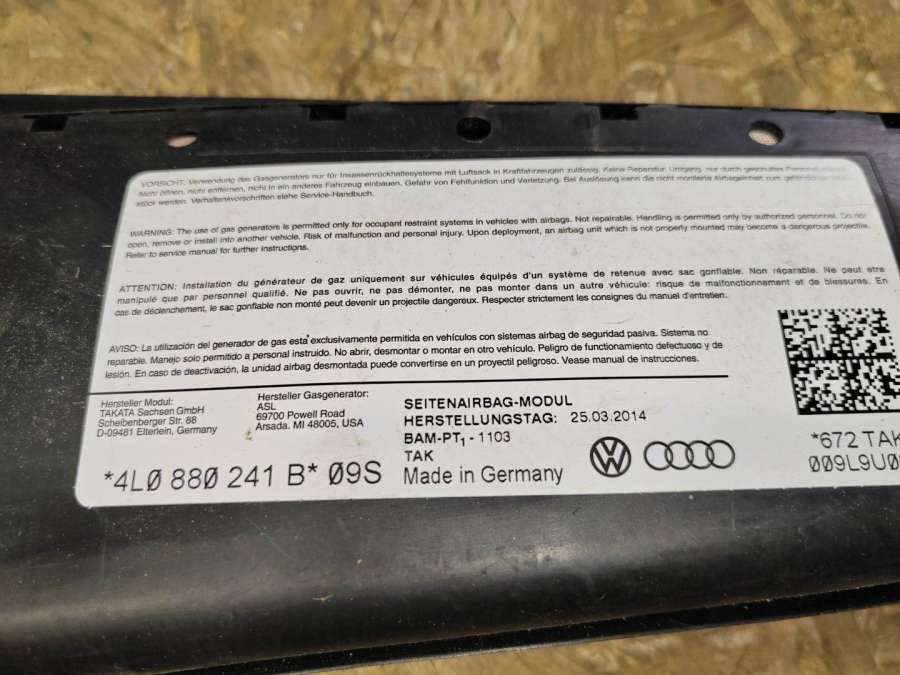 VORSICHT: Verwendung des Gasgenerators nur für Insassenrückhaltesysteme mit Luftsack in Kraftfahrzeugen zulässig. Keine Reparatur. Umgang, nur durch geschultes Personal
Nicht öffnen, nicht entfernen, nicht in ein anderes Fahrzeug einbauen. Gefahr von Fehlfunktion und Verletzung. Bei Auslösung kann die nicht montierte Airbageinheit zum
stück werden. Verhaltensvorschriften siehe Service-Handbuch.
WARNING: The use of gas generators is permitted only for occupant restraint systems in vehicles with airbags. Not repairable. Handling is permitted only by authorized personnel. Do not
open, remove or install into another vehicle. Risk of malfunction and personal injury. Upon deployment, an airbag unit which is not properly mounted may become a dangerous projectile.
Refer to service manual for further instructions.
ATTENTION: Installation du générateur de gaz uniquement sur véhicules équipés d'un système de retenue avec sac gonflable. Non réparable. Ne peut être
manipulé que par personnel qualifié. Ne pas ouvrir, ne pas démonter, ne pas monter dans un autre véhicule: risque de malfonctionnement et de blessures. En
cas de déclenchement, le sac gonflable non monté peut devenir un projectile dangereux. Respecter strictement les consignes du manuel d'entretien.
AVISO: La utilización del generador de gas está exclusivamente permitida en vehículos con sistemas airbag de seguridad pasiva. Sistema no
reparable. Manejo solo permitido a personal instruido. No abrir, desmontar o montar en otro vehículo. Peligro de funcionamiento defectuoso y de
lesión. En caso de deactivación, la unidad airbag desmontada puede convertirse en un proyectil peligroso. Vease manual de instrucciones.
Hersteller Modul:
TAKATA Sachsen GmbH
Scheibenberger Str. 88
D-09481 Elterlein, Germany
Hersteller Gasgenerator:
ASL
69700 Powell Road
Arsada. MI 48005, USA
*4L0 880 241 B* 09S
SEITENAIRBAG-MODUL
HERSTELLUNGSTAG: 25.03.2014
BAM-PT₁ - 1103
TAK
Made in Germany
*672 TAK
009L9U0